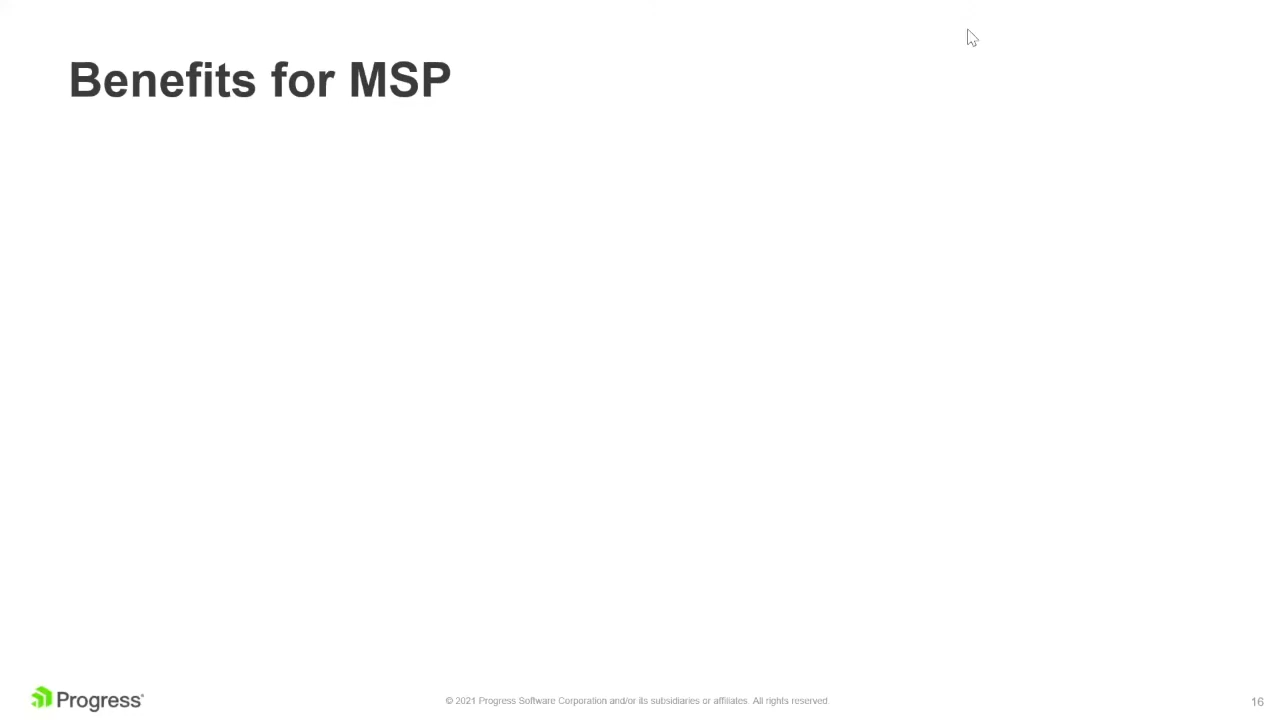 Benefits for MSP
Progress
© 2021 Progress Software Corporation and/or its subsidiaries or affiliates. All rights reserved.
16